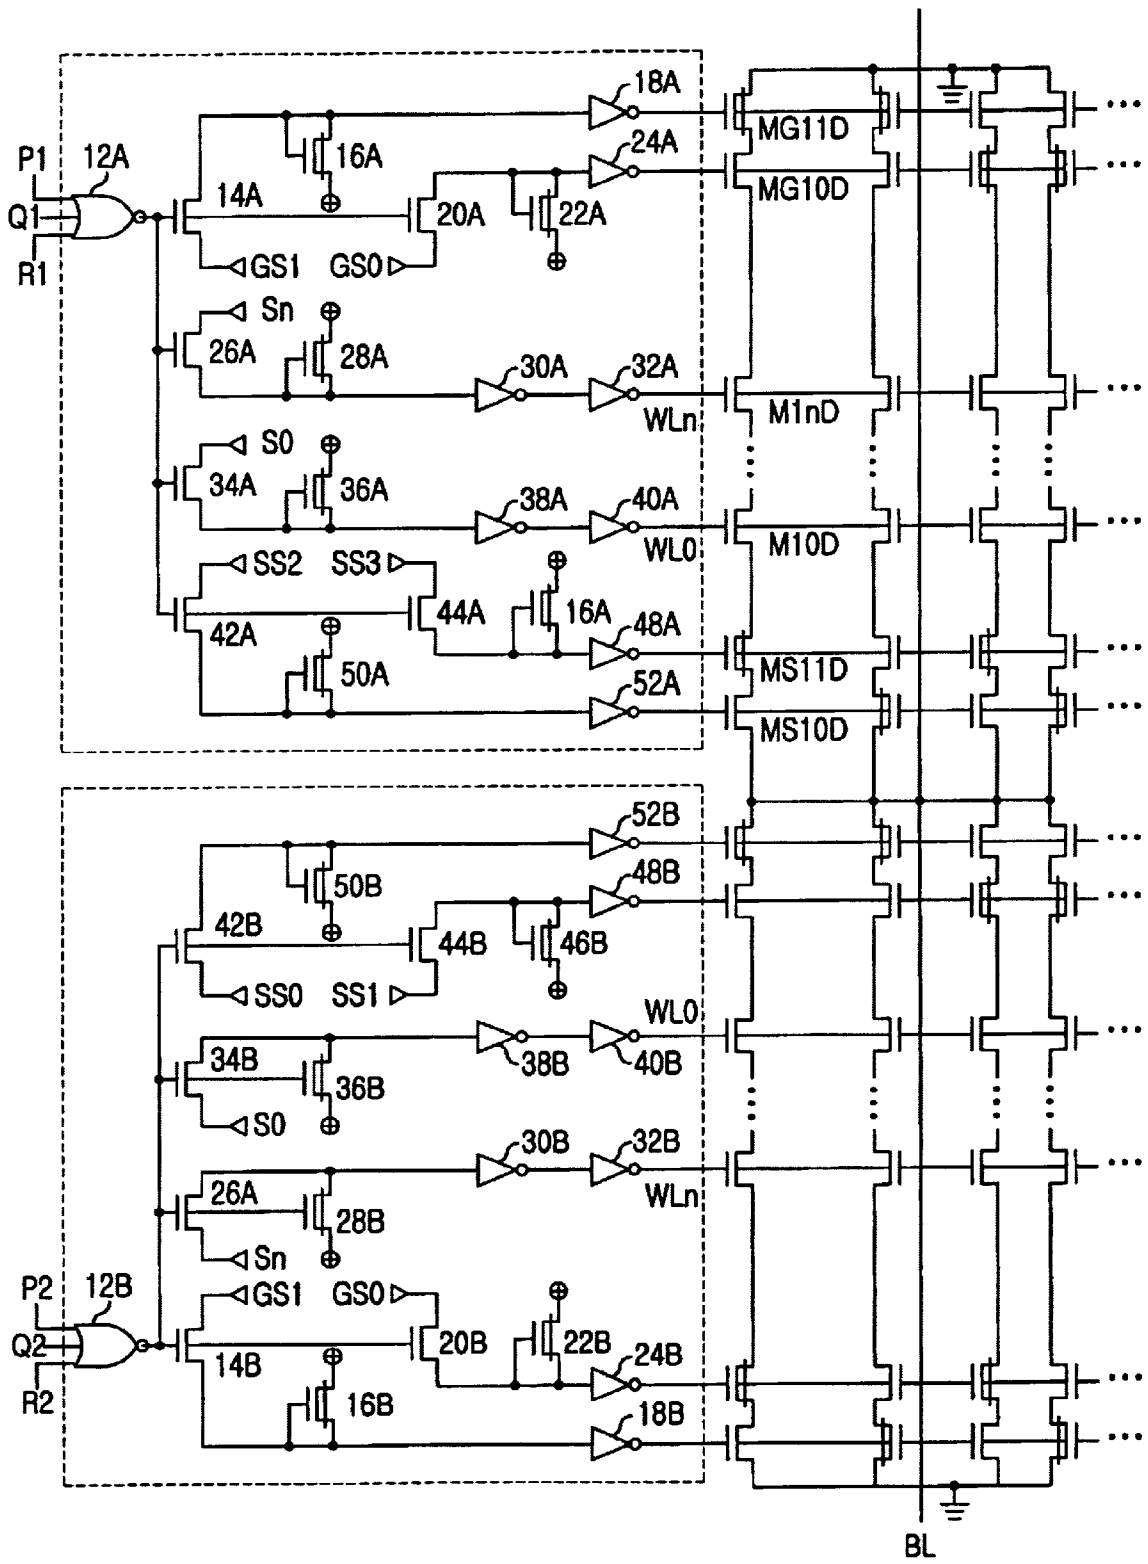 18A
MG11D
...
P1
12A
16A
24A
MG10D
...
Q1
14A
20A
22A
R1
GS1
GS0
Sn
26A
28A
30A
32A
WLn
M1nD
...
S0
34A
36A
38A
40A
WL0
M10D
...
SS2
SS3
44A
16A
42A
48A
MS11D
...
50A
52A
MS10D
...
52B
...
50B
48B
...
42B
44B
46B
SS0
SS1
WL0
34B
38B
40B
...
36B
S0
30B
32B
...
26A
28B
WLn
Sn
P2
12B
GS1
GS0
Q2
14B
20B
22B
24B
...
R2
16B
18B
...
BL